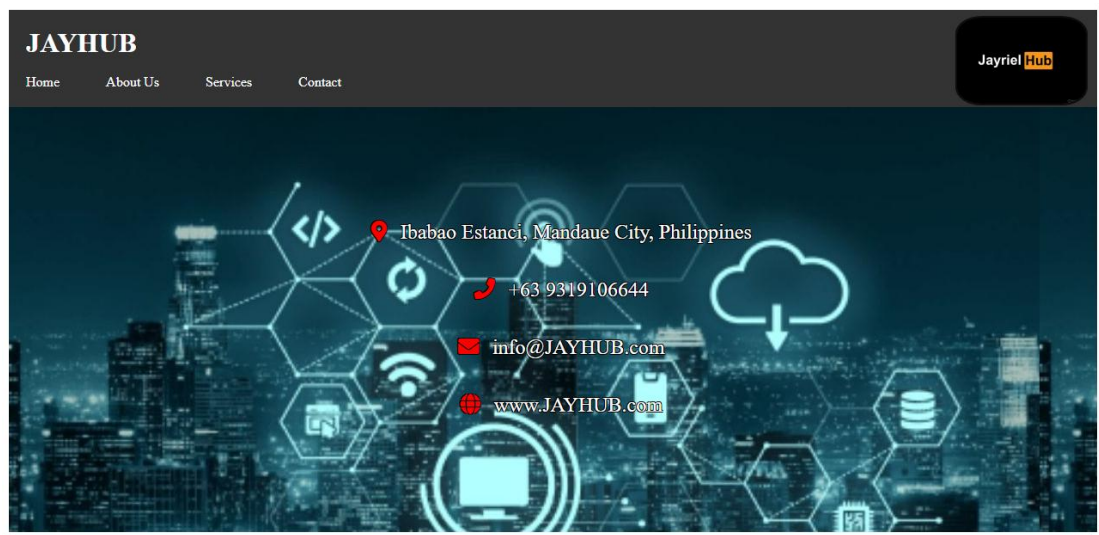 JAYHUB
Home About Us Services Contact
Jayriel Hub
</>
Ibabao Estanci, Mandaue City, Philippines
+63 9319106644
info@JAYHUB.com
www.JAYHUB.com